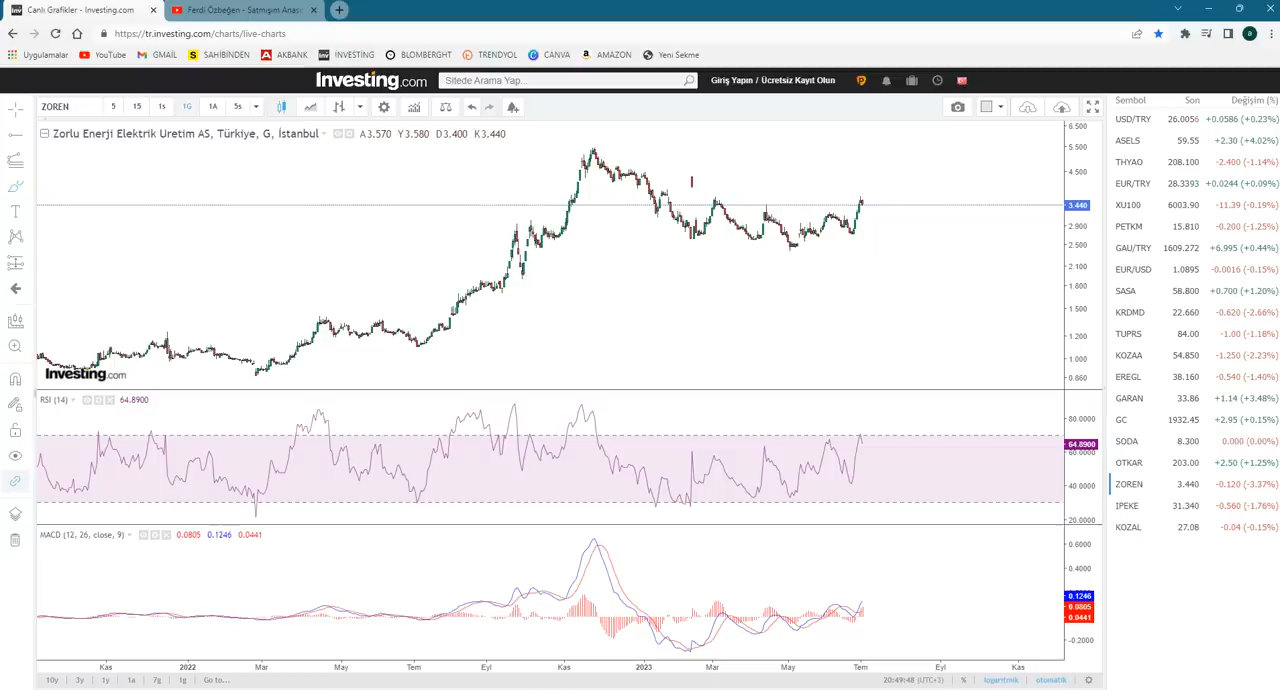 Canlı Grafikler - Investing.com
Ferdi Özbeğen - Satmışım Anası
https://tr.investing.com/charts/live-charts
Uygulamalar YouTube GMAİL SAHİBİNDEN AKBANK İNVESTİNG BLOMBERGHT TRENDYOL CANVA AMAZON Yeni Sekme
Investing.com Sitede Arama Yap... Giriş Yapın / Ücretsiz Kayıt Olun
ZOREN 5 15 1s 1G 1A 5s
Zorlu Enerji Elektrik Uretim AS, Türkiye, G, İstanbul A3.570 Y3.580 D3.400 K3.440
6.500
5.500
4.500
3.440
2.900
2.500
2.100
1.800
1.500
1.200
1.000
0.860
Investing.com
RSI (14) 64.8900
80.0000
64.8900
60.0000
40.0000
20.0000
MACD (12, 26, close, 9) 0.0805 0.1246 0.0441
0.6000
0.4000
0.1246
0.0805
0.0441
-0.2000
Kas 2022 Mar May Tem Eyl Kas 2023 Mar May Tem Eyl Kas
10y 3y 1y 1a 7g 1g Go to... 20:49:48 (UTC+3) % logaritmik otomatik
Sembol Son Değişim (%)
USD/TRY 26.0056 +0.0586 (+0.23%)
ASELS 59.55 +2.30 (+4.02%)
THYAO 208.100 -2.400 (-1.14%)
EUR/TRY 28.3393 +0.0244 (+0.09%)
XU100 6003.90 -11.39 (-0.19%)
PETKM 15.810 -0.200 (-1.25%)
GAU/TRY 1609.272 +6.995 (+0.44%)
EUR/USD 1.0895 -0.0016 (-0.15%)
SASA 58.800 +0.700 (+1.20%)
KRDMD 22.660 -0.620 (-2.66%)
TUPRS 84.00 -1.00 (-1.18%)
KOZAA 54.850 -1.250 (-2.23%)
EREGL 38.160 -0.540 (-1.40%)
GARAN 33.86 +1.14 (+3.48%)
GC 1932.45 +2.95 (+0.15%)
SODA 8.300 0.000 (0.00%)
OTKAR 203.00 +2.50 (+1.25%)
ZOREN 3.440 -0.120 (-3.37%)
IPEKE 31.340 -0.560 (-1.76%)
KOZAL 27.08 -0.04 (-0.15%)